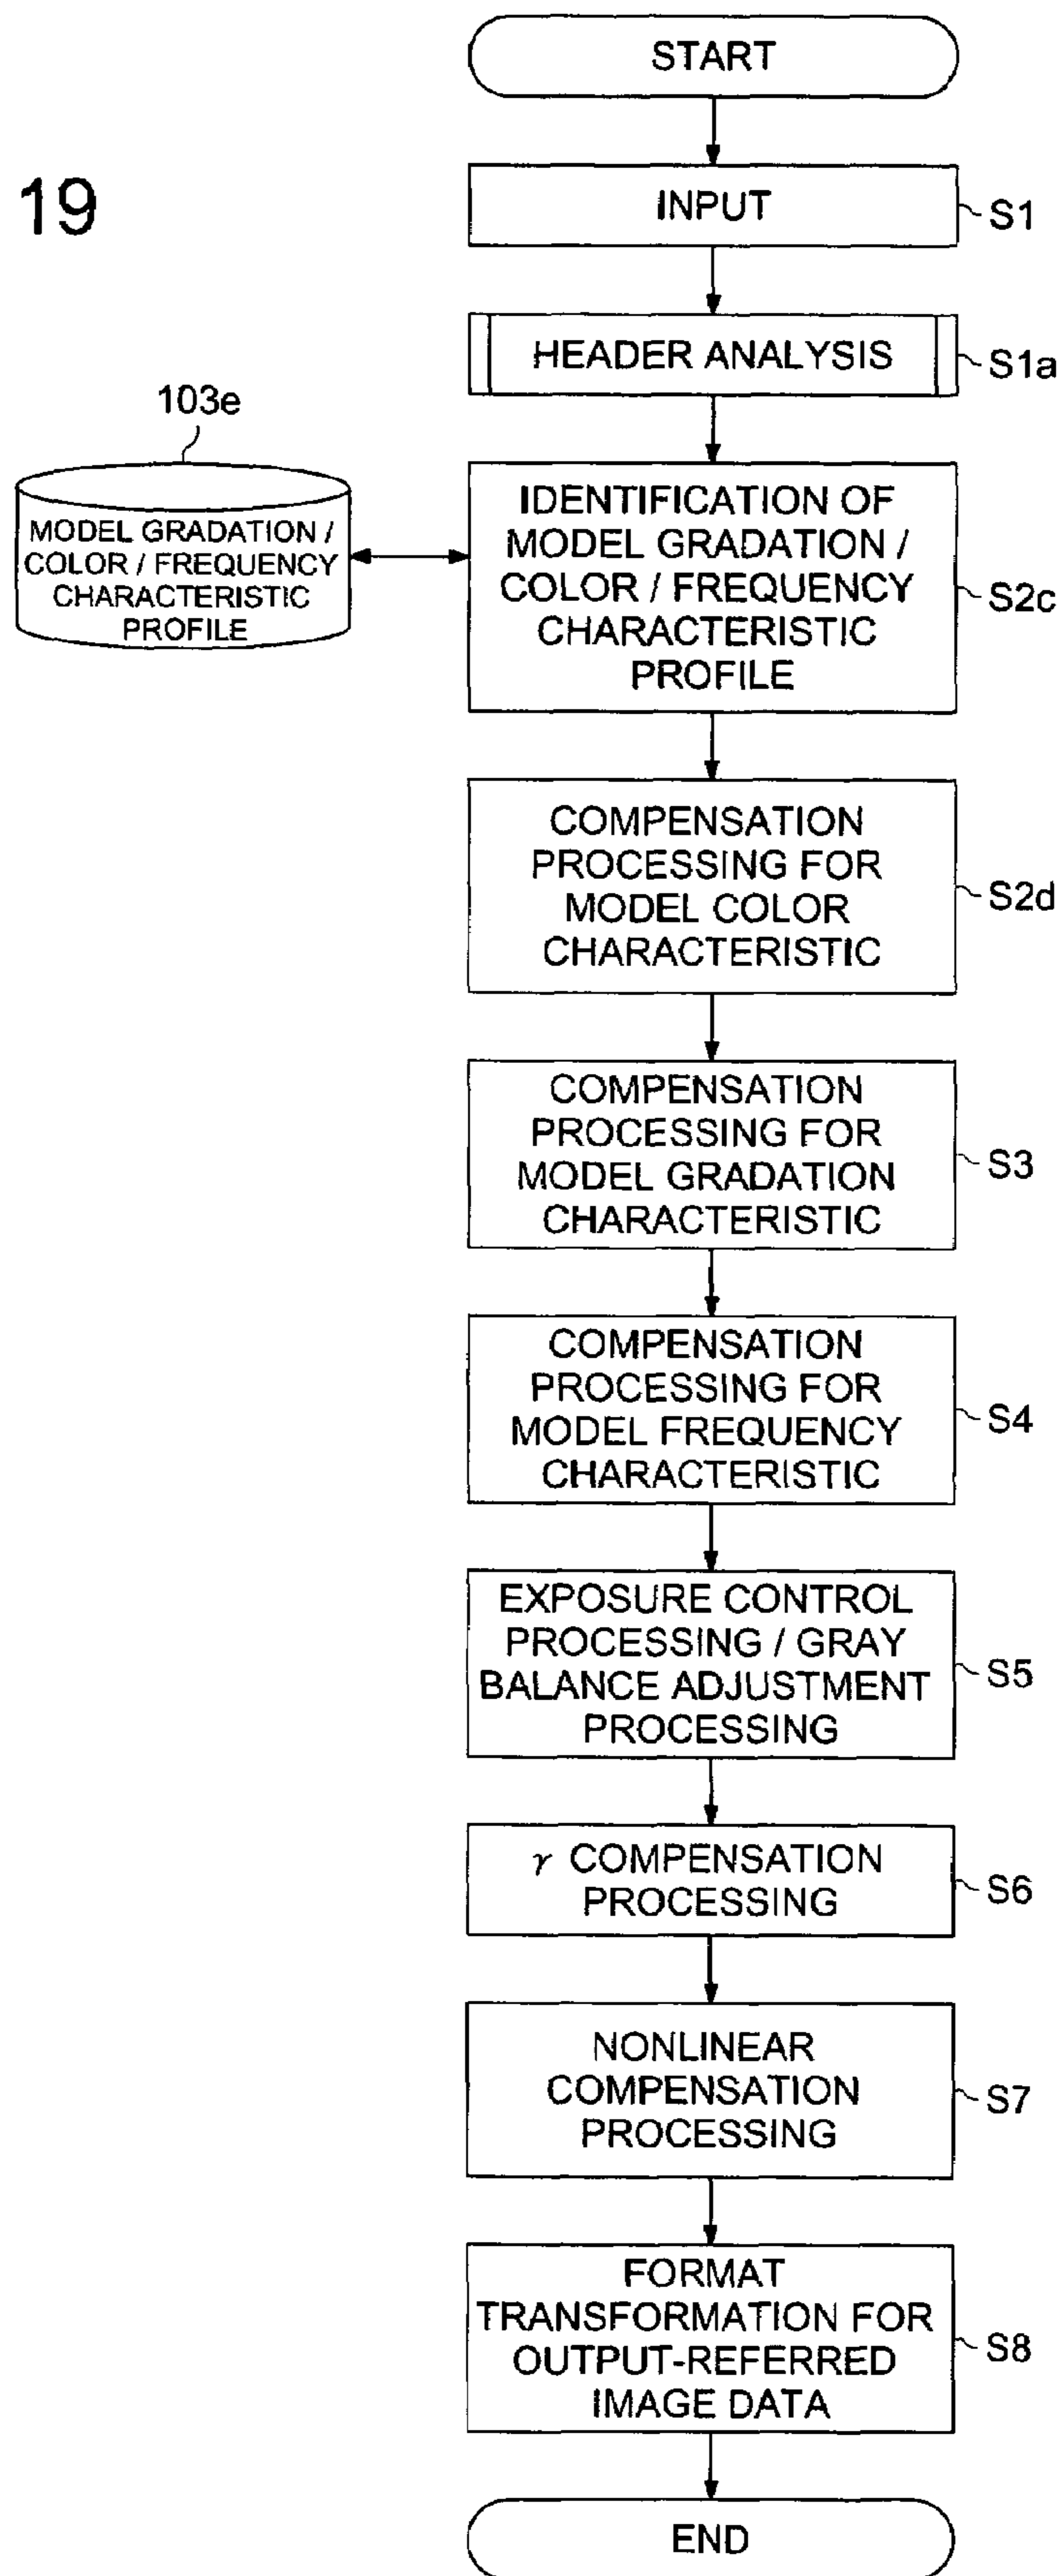 START
19
INPUT
S1
HEADER ANALYSIS
S1a
103e
MODEL GRADATION /
COLOR / FREQUENCY
CHARACTERISTIC
PROFILE
IDENTIFICATION OF
MODEL GRADATION /
COLOR / FREQUENCY
CHARACTERISTIC
PROFILE
S2c
COMPENSATION
PROCESSING FOR
MODEL COLOR
CHARACTERISTIC
S2d
COMPENSATION
PROCESSING FOR
MODEL GRADATION
CHARACTERISTIC
S3
COMPENSATION
PROCESSING FOR
MODEL FREQUENCY
CHARACTERISTIC
S4
EXPOSURE CONTROL
PROCESSING / GRAY
BALANCE ADJUSTMENT
PROCESSING
S5
γ COMPENSATION
PROCESSING
S6
NONLINEAR
COMPENSATION
PROCESSING
S7
FORMAT
TRANSFORMATION FOR
OUTPUT-REFERRED
IMAGE DATA
S8
END